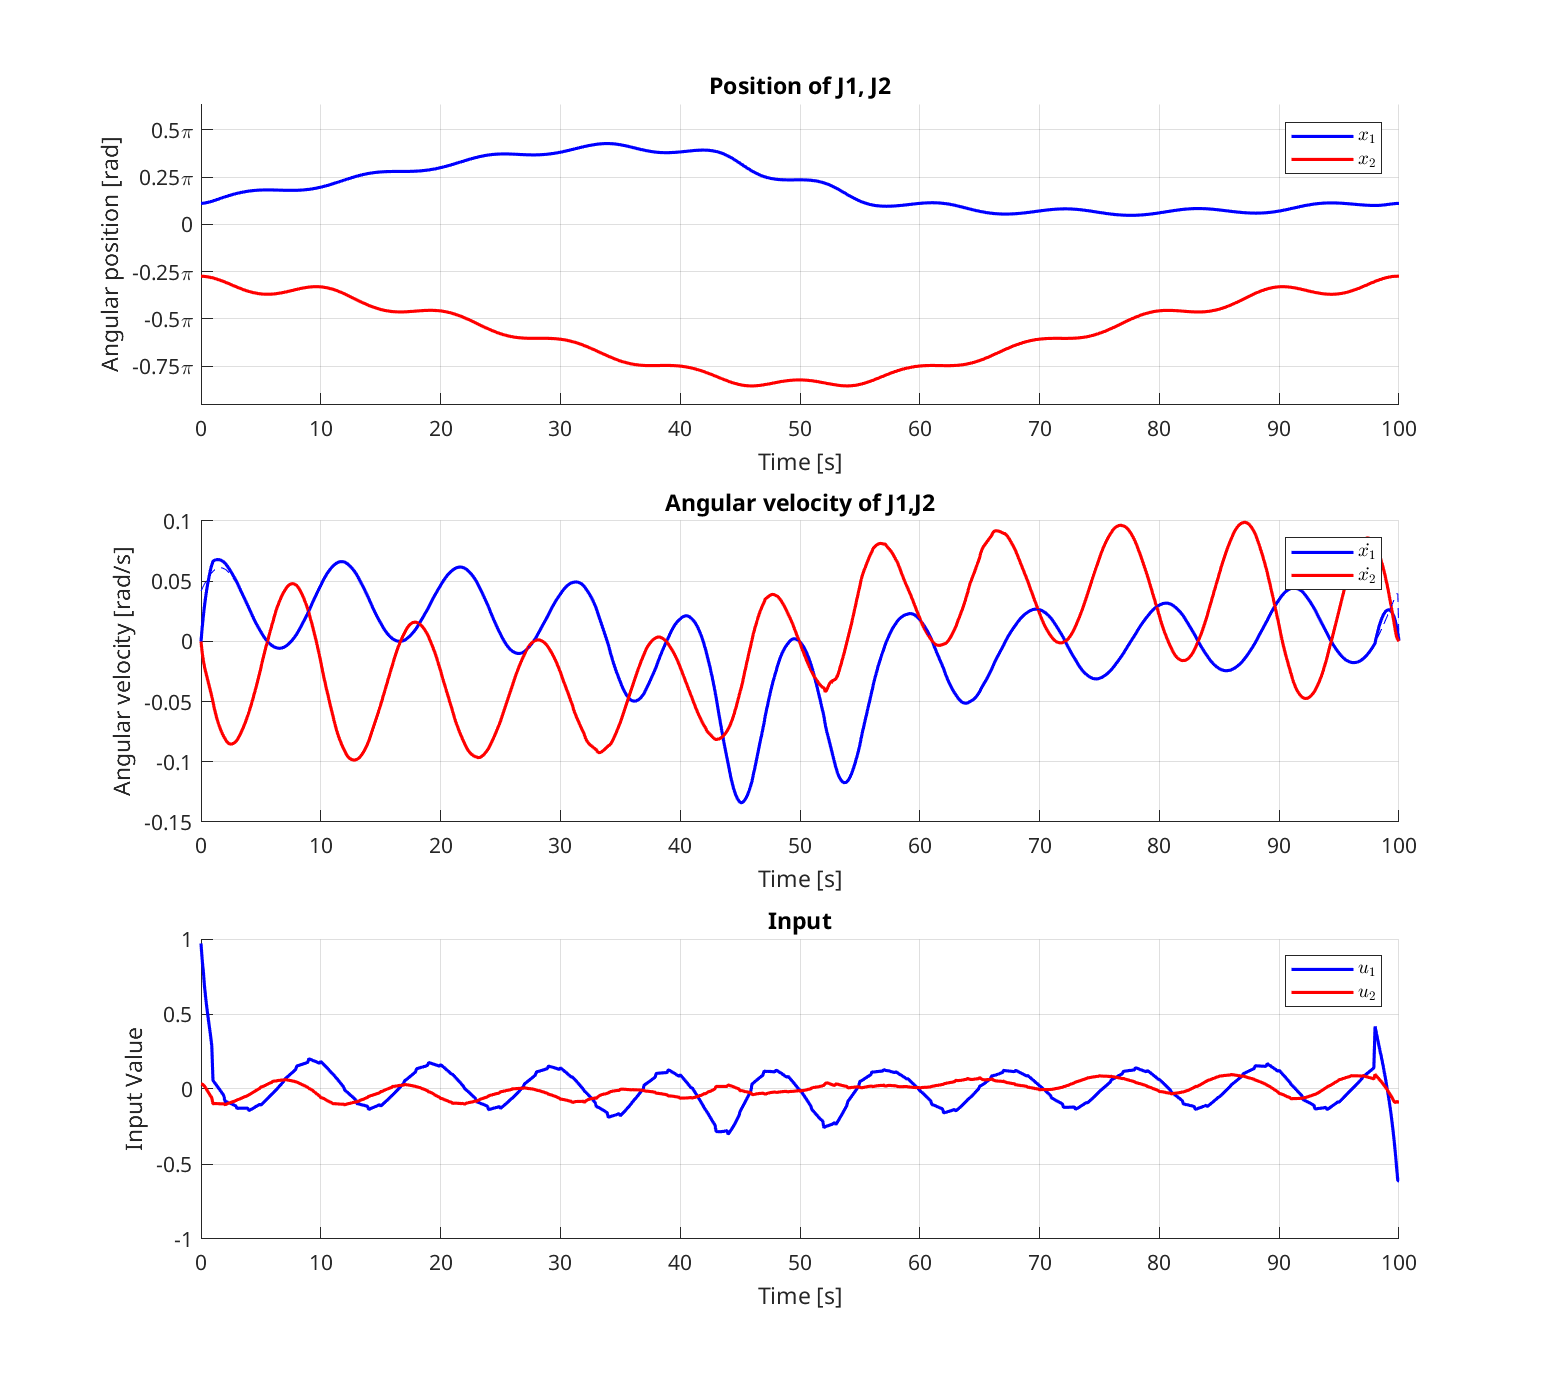 Position of J1, J2
0.5π
0.25π
0
-0.25π
-0.5π
-0.75π
Angular position [rad]
x₁
x₂
0 10 20 30 40 50 60 70 80 90 100
Time [s]
Angular velocity of J1,J2
0.1
0.05
0
-0.05
-0.1
-0.15
Angular velocity [rad/s]
ẋ₁
ẋ₂
0 10 20 30 40 50 60 70 80 90 100
Time [s]
Input
1
0.5
0
-0.5
-1
Input Value
u₁
u₂
0 10 20 30 40 50 60 70 80 90 100
Time [s]